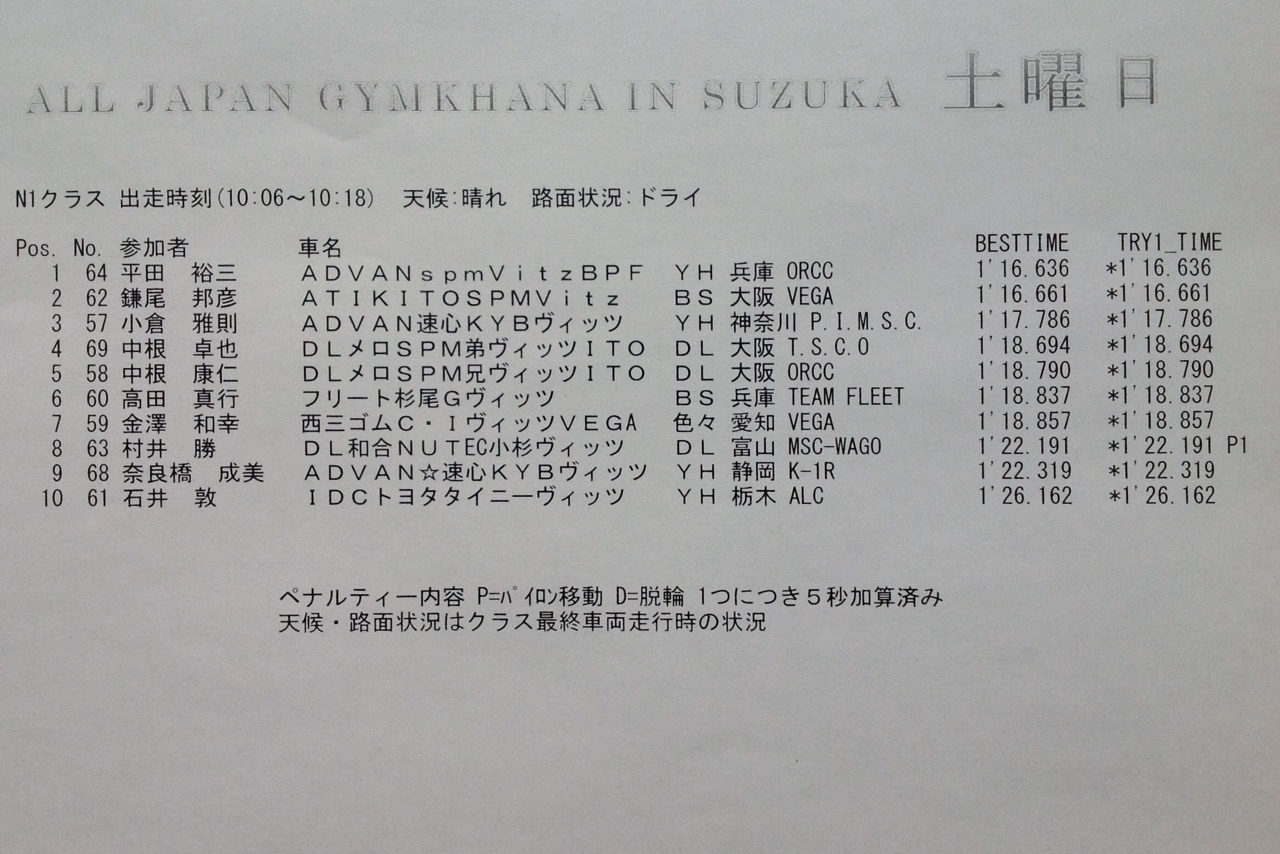 ALL JAPAN GYMKHANA IN SUZUKA 土曜日
N1クラス 出走時刻(10:06～10:18) 天候:晴れ 路面状況:ドライ
Pos. No. 参加者 車名 BESTTIME TRY1_TIME
1 64 平田 裕三 ＡＤＶＡＮｓｐｍＶｉｔｚＢＰＦ ＹＨ 兵庫 ORCC 1'16.636 *1'16.636
2 62 鎌尾 邦彦 ＡＴＩＫＩＴＯＳＰＭＶｉｔｚ ＢＳ 大阪 VEGA 1'16.661 *1'16.661
3 57 小倉 雅則 ＡＤＶＡＮ速心ＫＹＢヴィッツ ＹＨ 神奈川 P.I.M.S.C. 1'17.786 *1'17.786
4 69 中根 卓也 ＤＬメロＳＰＭ弟ヴィッツＩＴＯ ＤＬ 大阪 T.S.C.O 1'18.694 *1'18.694
5 58 中根 康仁 ＤＬメロＳＰＭ兄ヴィッツＩＴＯ ＤＬ 大阪 ORCC 1'18.790 *1'18.790
6 60 高田 真行 フリート杉尾Ｇヴィッツ ＢＳ 兵庫 TEAM FLEET 1'18.837 *1'18.837
7 59 金澤 和幸 西三ゴムＣ・ＩヴィッツＶＥＧＡ 色々 愛知 VEGA 1'18.857 *1'18.857
8 63 村井 勝 ＤＬ和合ＮＵＴＥＣ小杉ヴィッツ ＤＬ 富山 MSC-WAGO 1'22.191 *1'22.191 P1
9 68 奈良橋 成美 ＡＤＶＡＮ☆速心ＫＹＢヴィッツ ＹＨ 静岡 K-1R 1'22.319 *1'22.319
10 61 石井 敦 ＩＤＣトヨタタイニーヴィッツ ＹＨ 栃木 ALC 1'26.162 *1'26.162
ペナルティー内容 P=ﾊﾟｲﾛﾝ移動 D=脱輪 1つにつき５秒加算済み
天候・路面状況はクラス最終車両走行時の状況